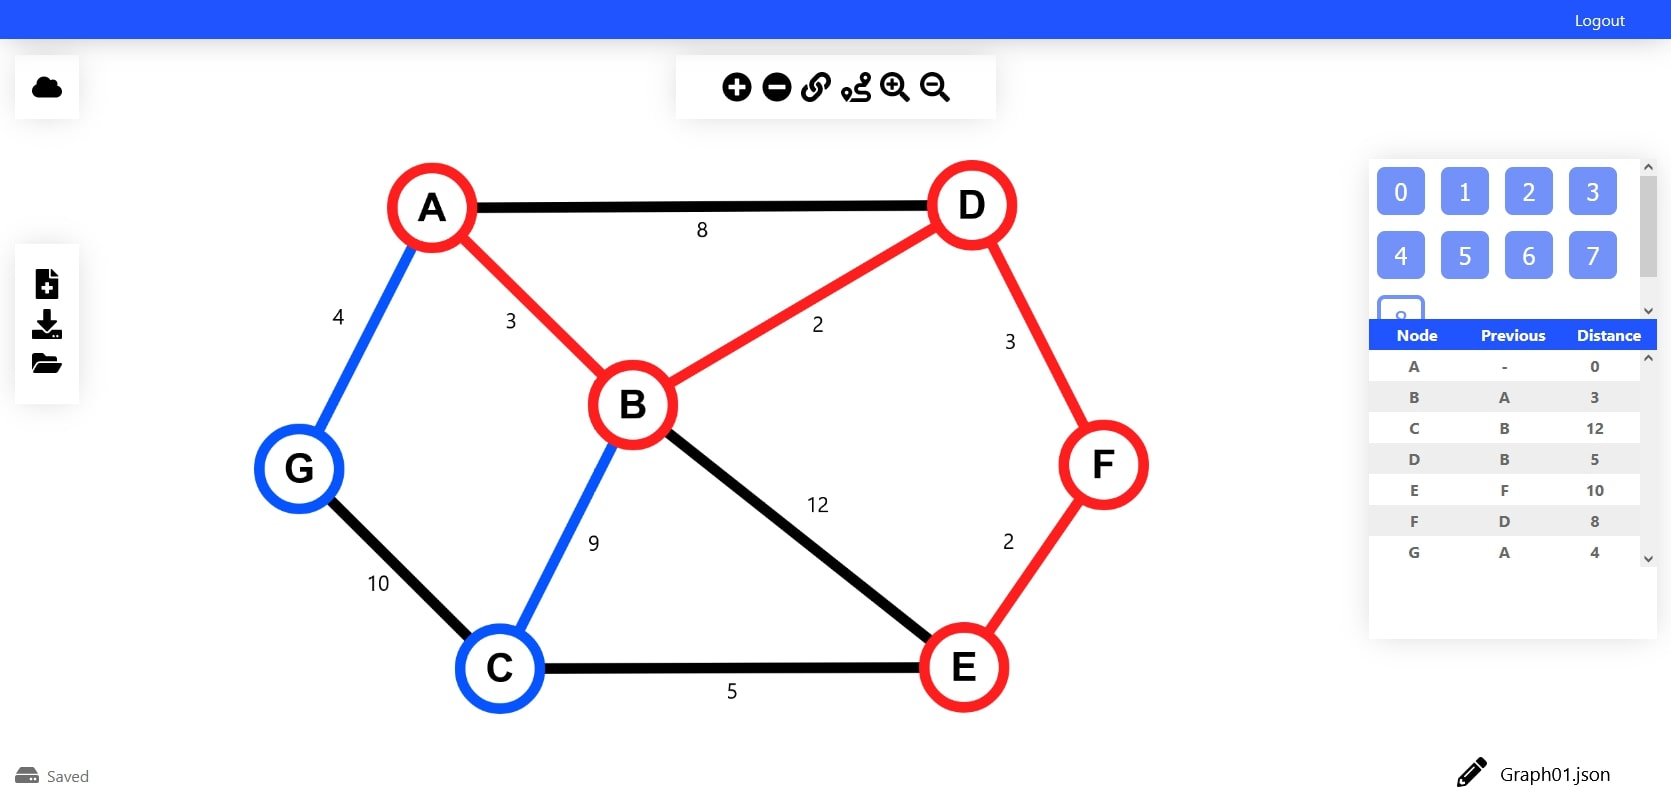 Logout
A
D
8
4
3
2
3
B
G
F
12
9
2
10
C
E
5
0 1 2 3
4 5 6 7
8
Node Previous Distance
A - 0
B A 3
C B 12
D B 5
E F 10
F D 8
G A 4
Saved
Graph01.json